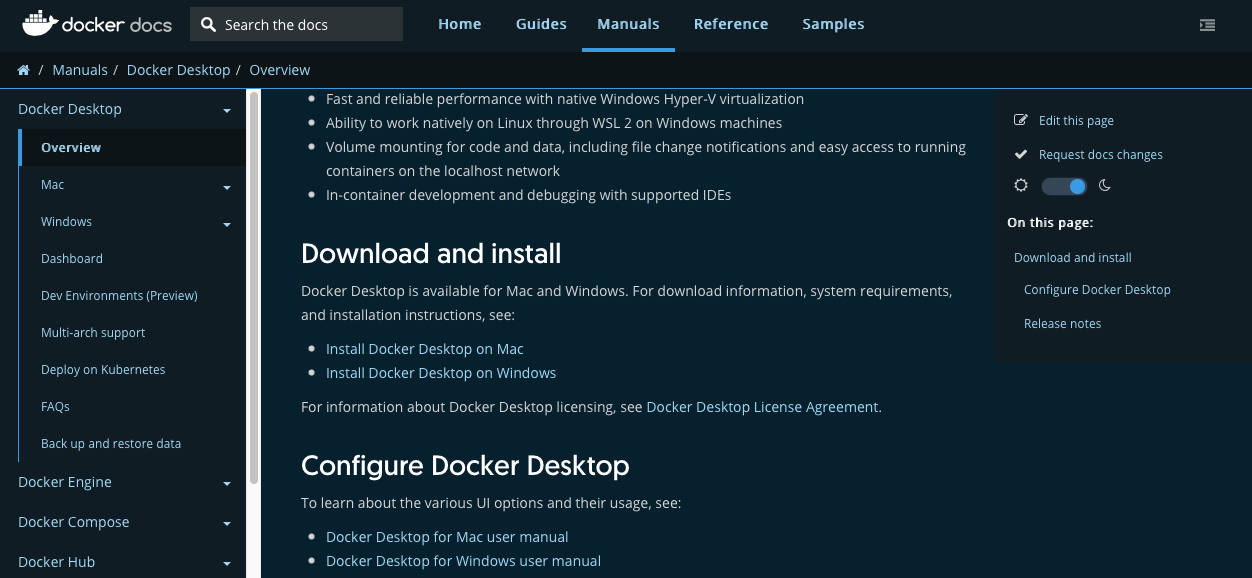 docker docs
Search the docs
Home
Guides
Manuals
Reference
Samples
/ Manuals / Docker Desktop / Overview
Docker Desktop
Overview
Mac
Windows
Dashboard
Dev Environments (Preview)
Multi-arch support
Deploy on Kubernetes
FAQs
Back up and restore data
Docker Engine
Docker Compose
Docker Hub
Fast and reliable performance with native Windows Hyper-V virtualization
Ability to work natively on Linux through WSL 2 on Windows machines
Volume mounting for code and data, including file change notifications and easy access to running
containers on the localhost network
In-container development and debugging with supported IDEs
Download and install
Docker Desktop is available for Mac and Windows. For download information, system requirements,
and installation instructions, see:
Install Docker Desktop on Mac
Install Docker Desktop on Windows
For information about Docker Desktop licensing, see Docker Desktop License Agreement.
Configure Docker Desktop
To learn about the various UI options and their usage, see:
Docker Desktop for Mac user manual
Docker Desktop for Windows user manual
Edit this page
Request docs changes
On this page:
Download and install
Configure Docker Desktop
Release notes